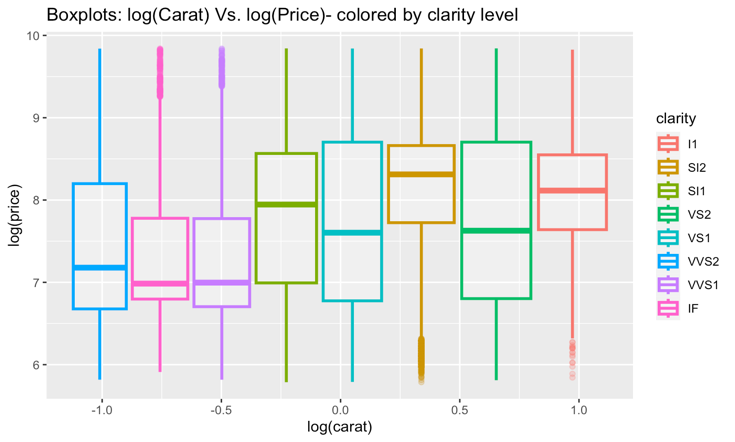 Boxplots: log(Carat) Vs. log(Price)- colored by clarity level
10
9
8
7
6
log(price)
-1.0 -0.5 0.0 0.5 1.0
log(carat)
clarity
I1
SI2
SI1
VS2
VS1
VVS2
VVS1
IF